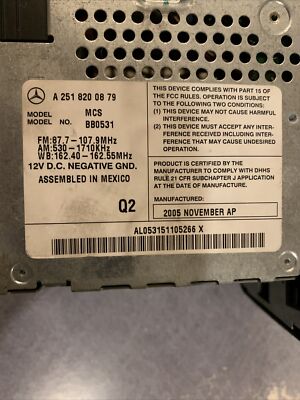 A 251 820 08 79
MODEL MCS
MODEL NO. BB0531
FM:87.7-107.9MHz
AM:530-1710KHz
WB:162.40-162.55MHz
12V D.C. NEGATIVE GND.
ASSEMBLED IN MEXICO
Q2
THIS DEVICE COMPLIES WITH PART 15 OF
THE FCC RULES. OPERATION IS SUBJECT
TO THE FOLLOWING TWO CONDITIONS:
(1) THIS DEVICE MAY NOT CAUSE HARMFUL
INTERFERENCE.
(2) THIS DEVICE MUST ACCEPT ANY INTER-
FERENCE RECEIVED INCLUDING INTER-
FERENCE THAT MAY CAUSE UNDESIRED
OPERATION.
THIS PRODUCT IS CERTIFIED BY THE
MANUFACTURER TO COMPLY WITH DHHS
RULE 21 CFR SUBCHAPTER J APPLICATION
AT THE DATE OF MANUFACTURE.
MANUFACTURED:
2005 NOVEMBER AP
AL053151105266 X